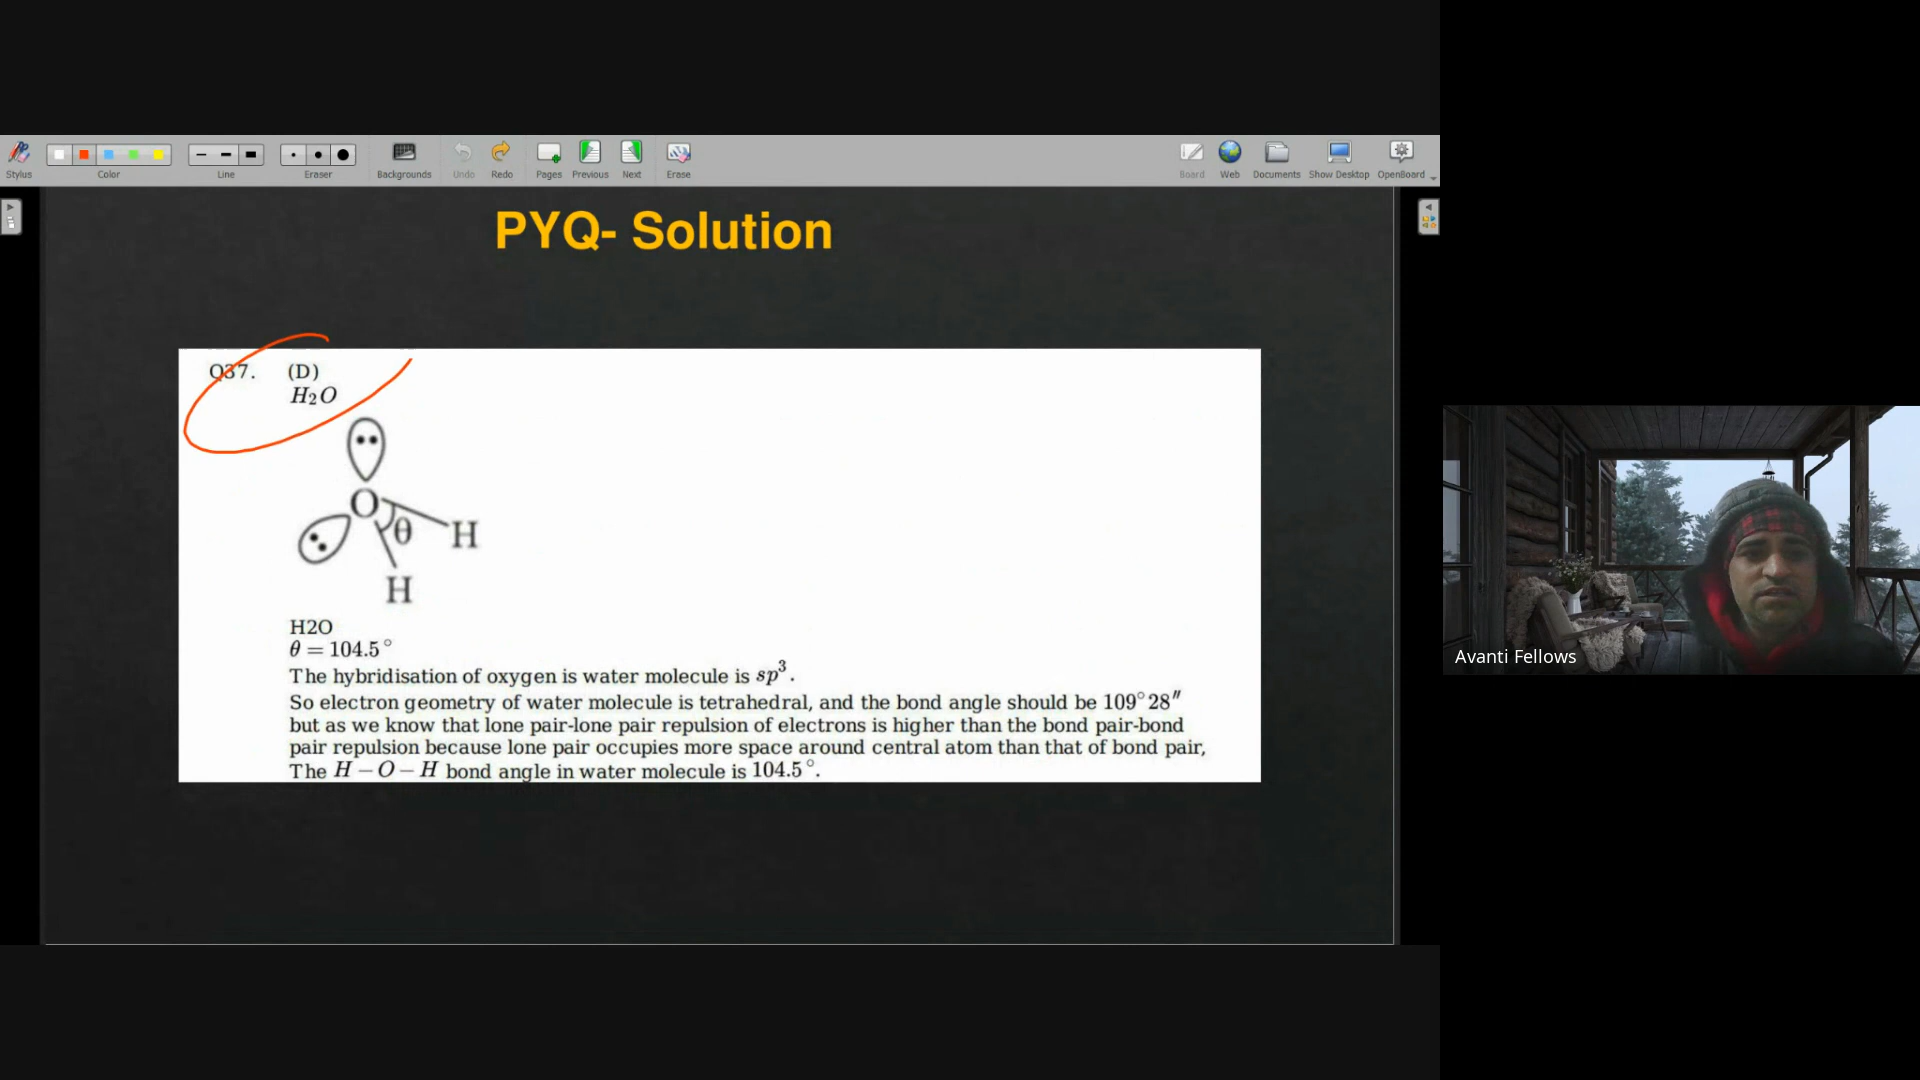 Stylus
Color
Line
Eraser
Backgrounds
Undo
Redo
Pages
Previous
Next
Erase
Board
Web
Documents
Show Desktop
OpenBoard
PYQ- Solution
Q37. (D)
H₂O
O
θ
H
H
H2O
θ = 104.5°
The hybridisation of oxygen is water molecule is sp³.
So electron geometry of water molecule is tetrahedral, and the bond angle should be 109°28″
but as we know that lone pair-lone pair repulsion of electrons is higher than the bond pair-bond
pair repulsion because lone pair occupies more space around central atom than that of bond pair,
The H – O – H bond angle in water molecule is 104.5°.
Avanti Fellows